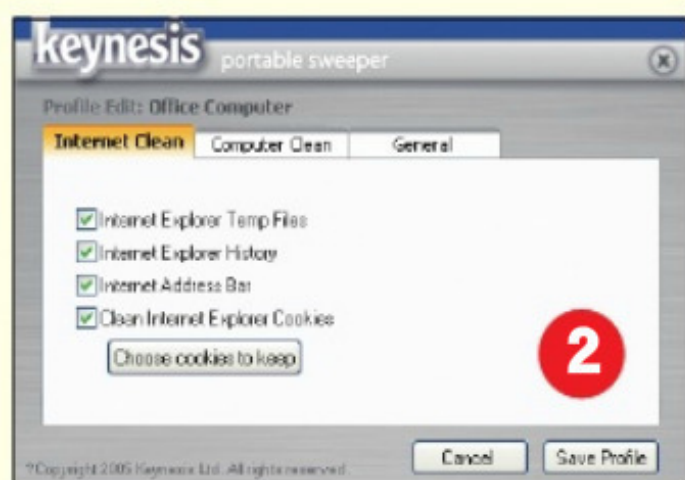 keynesis portable sweeper
Profile Edit: Office Computer
Internet Clean Computer Clean General
Internet Explorer Temp Files
Internet Explorer History
Internet Address Bar
Clean Internet Explorer Cookies
Choose cookies to keep
2
Cancel Save Profile
?Copyright 2005 Keynesis Ltd. All rights reserved